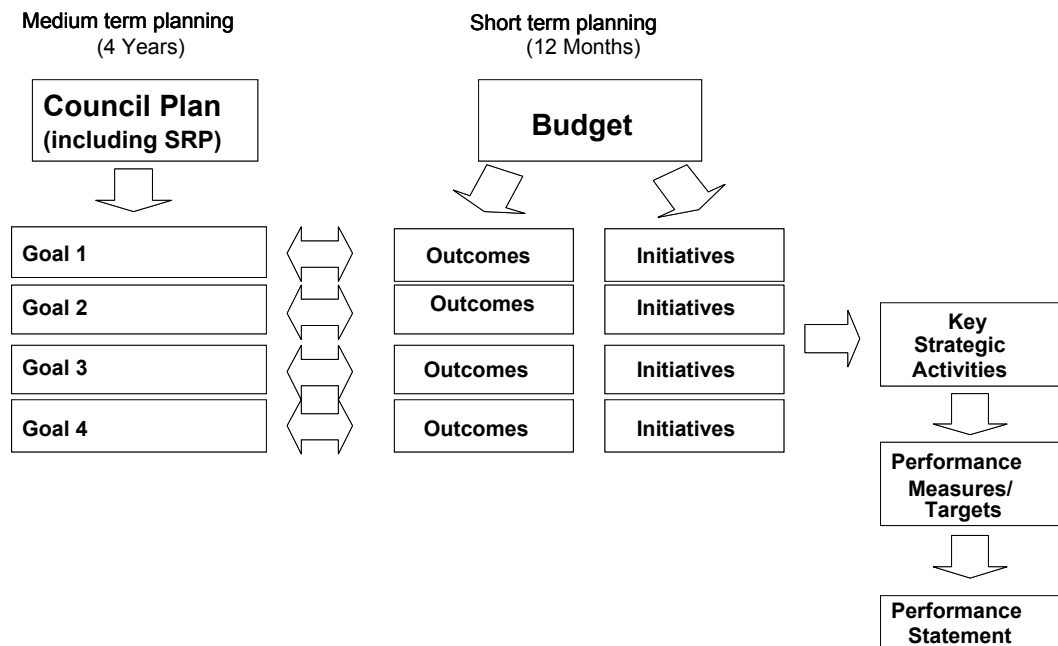 Medium term planning
(4 Years)
Short term planning
(12 Months)
Council Plan
(including SRP)
Budget
Goal 1
Outcomes
Initiatives
Goal 2
Outcomes
Initiatives
Goal 3
Outcomes
Initiatives
Goal 4
Outcomes
Initiatives
Key
Strategic
Activities
Performance
Measures/
Targets
Performance
Statement